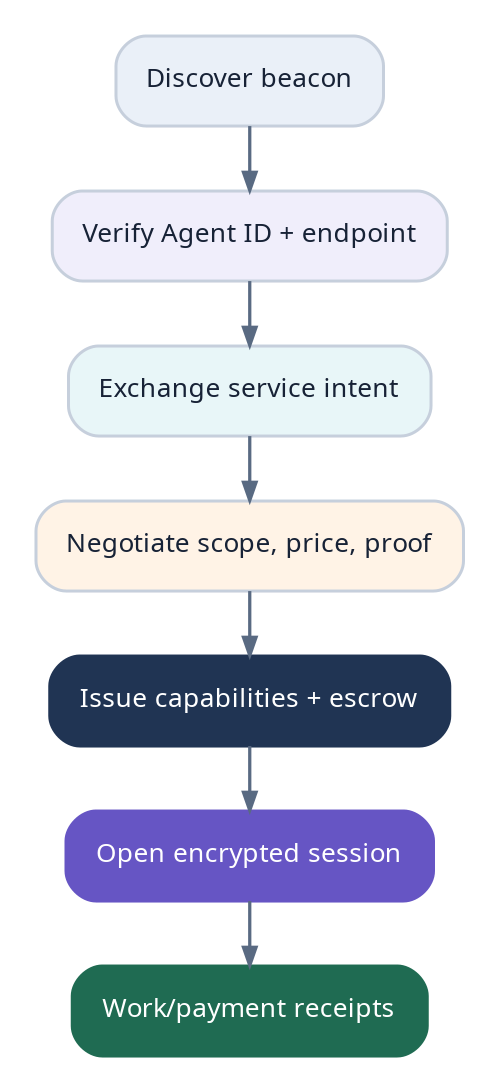 Discover beacon
Verify Agent ID + endpoint
Exchange service intent
Negotiate scope, price, proof
Issue capabilities + escrow
Open encrypted session
Work/payment receipts